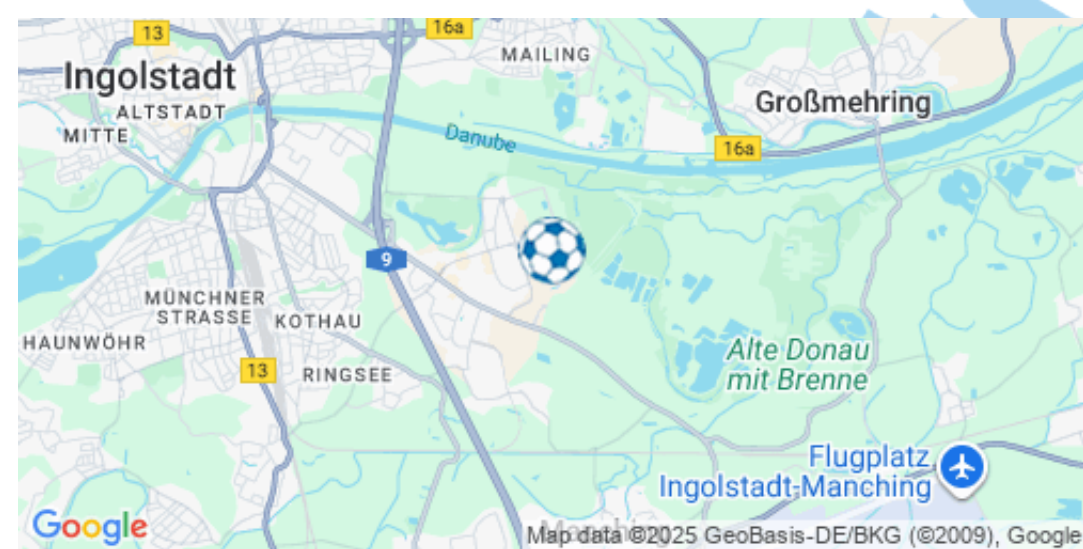 13
16a
MAILING
Ingolstadt
ALTSTADT
MITTE
Großmehring
Danube
16a
9
MÜNCHNER
STRASSE
KOTHAU
HAUNWÖHR
13
RINGSEE
Alte Donau
mit Brenne
Flugplatz
Ingolstadt-Manching
Google
Map data ©2025 GeoBasis-DE/BKG (©2009), Google